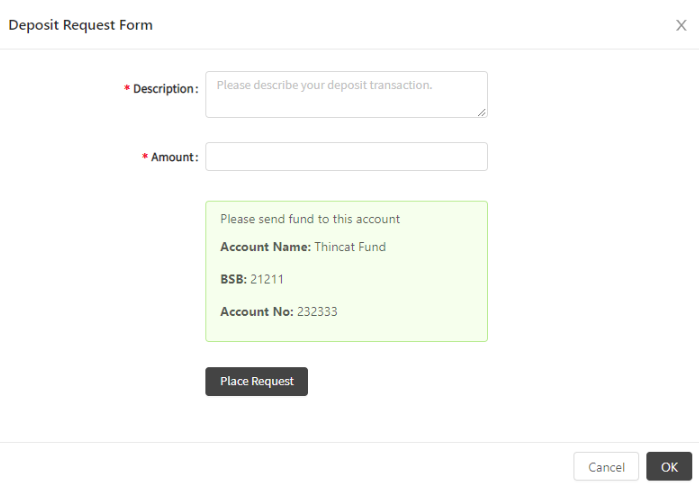 Deposit Request Form
X
* Description:
Please describe your deposit transaction.
* Amount:
Please send fund to this account
Account Name: Thincat Fund
BSB: 21211
Account No: 232333
Place Request
Cancel
OK